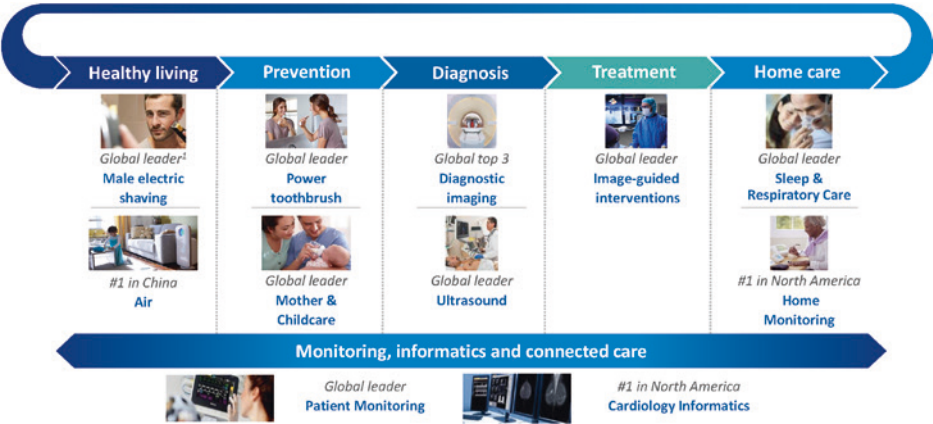 Healthy living
Prevention
Diagnosis
Treatment
Home care
Global leader¹
Male electric
shaving
Global leader
Power
toothbrush
Global top 3
Diagnostic
imaging
Global leader
Image-guided
interventions
Global leader
Sleep &
Respiratory Care
#1 in China
Air
Global leader
Mother &
Childcare
Global leader
Ultrasound
#1 in North America
Home
Monitoring
Monitoring, informatics and connected care
Global leader
Patient Monitoring
#1 in North America
Cardiology Informatics